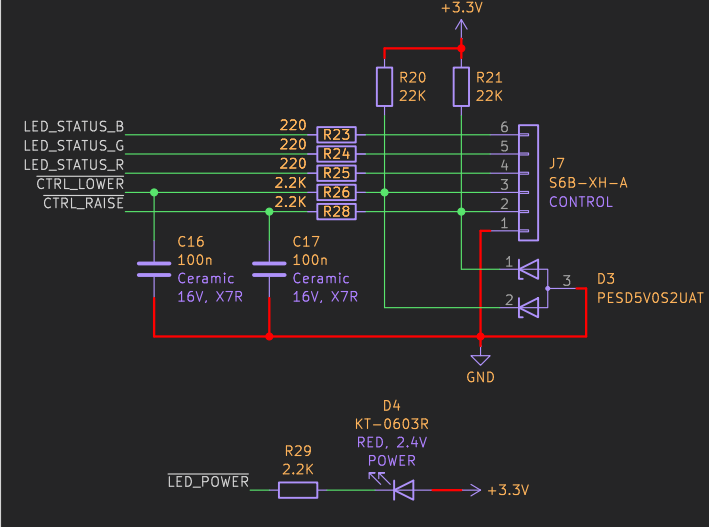 +3.3V
R20
22K
R21
22K
LED_STATUS_B
220
R23
6
LED_STATUS_G
220
R24
5
LED_STATUS_R
220
R25
4
CTRL_LOWER
2.2K
R26
3
CTRL_RAISE
2.2K
R28
2
1
J7
S6B-XH-A
CONTROL
C16
100n
Ceramic
16V, X7R
C17
100n
Ceramic
16V, X7R
1
2
3
D3
PESD5V0S2UAT
GND
D4
KT-0603R
RED, 2.4V
POWER
R29
2.2K
LED_POWER
+3.3V